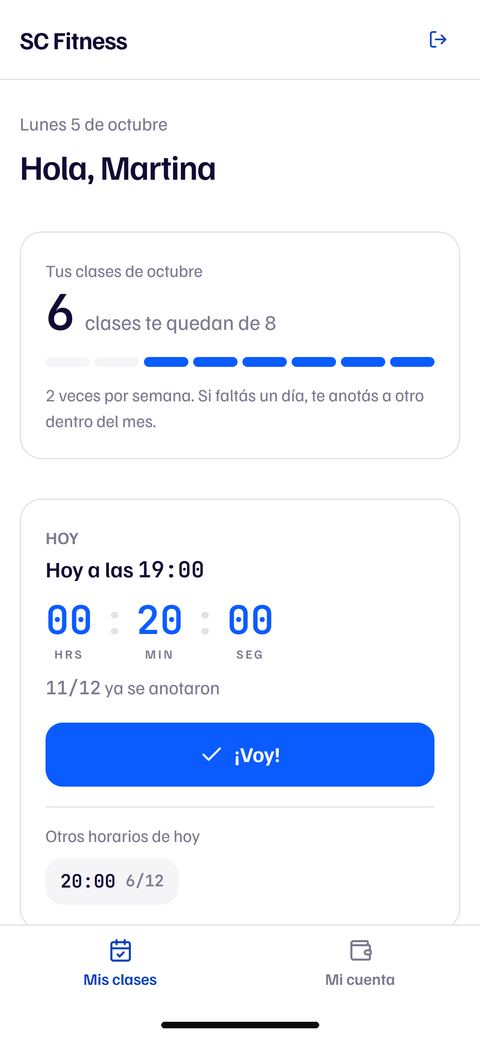 SC Fitness
Lunes 5 de octubre
Hola, Martina
Tus clases de octubre
6 clases te quedan de 8
2 veces por semana. Si faltás un día, te anotás a otro
dentro del mes.
HOY
Hoy a las 19:00
00 : 20 : 00
HRS MIN SEG
11/12 ya se anotaron
¡Voy!
Otros horarios de hoy
20:00 6/12
Mis clases Mi cuenta